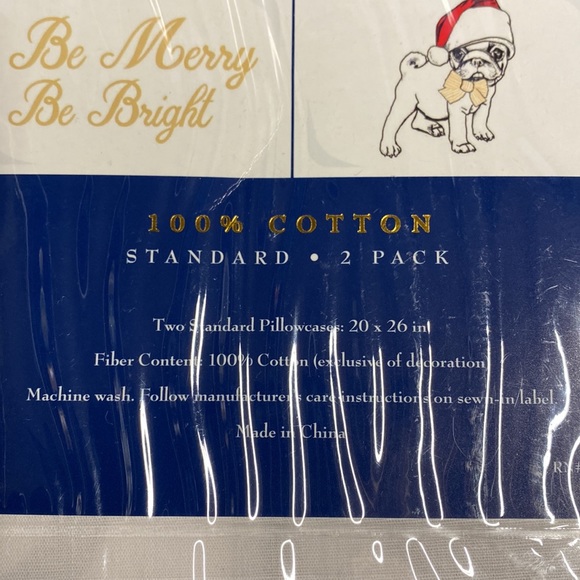 Be Merry
Be Bright
100% COTTON
STANDARD • 2 PACK
Two Standard Pillowcases: 20 x 26 in
Fiber Content: 100% Cotton (exclusive of decoration)
Machine wash. Follow manufacturer's care instructions on sewn-in label.
Made in China
RN#